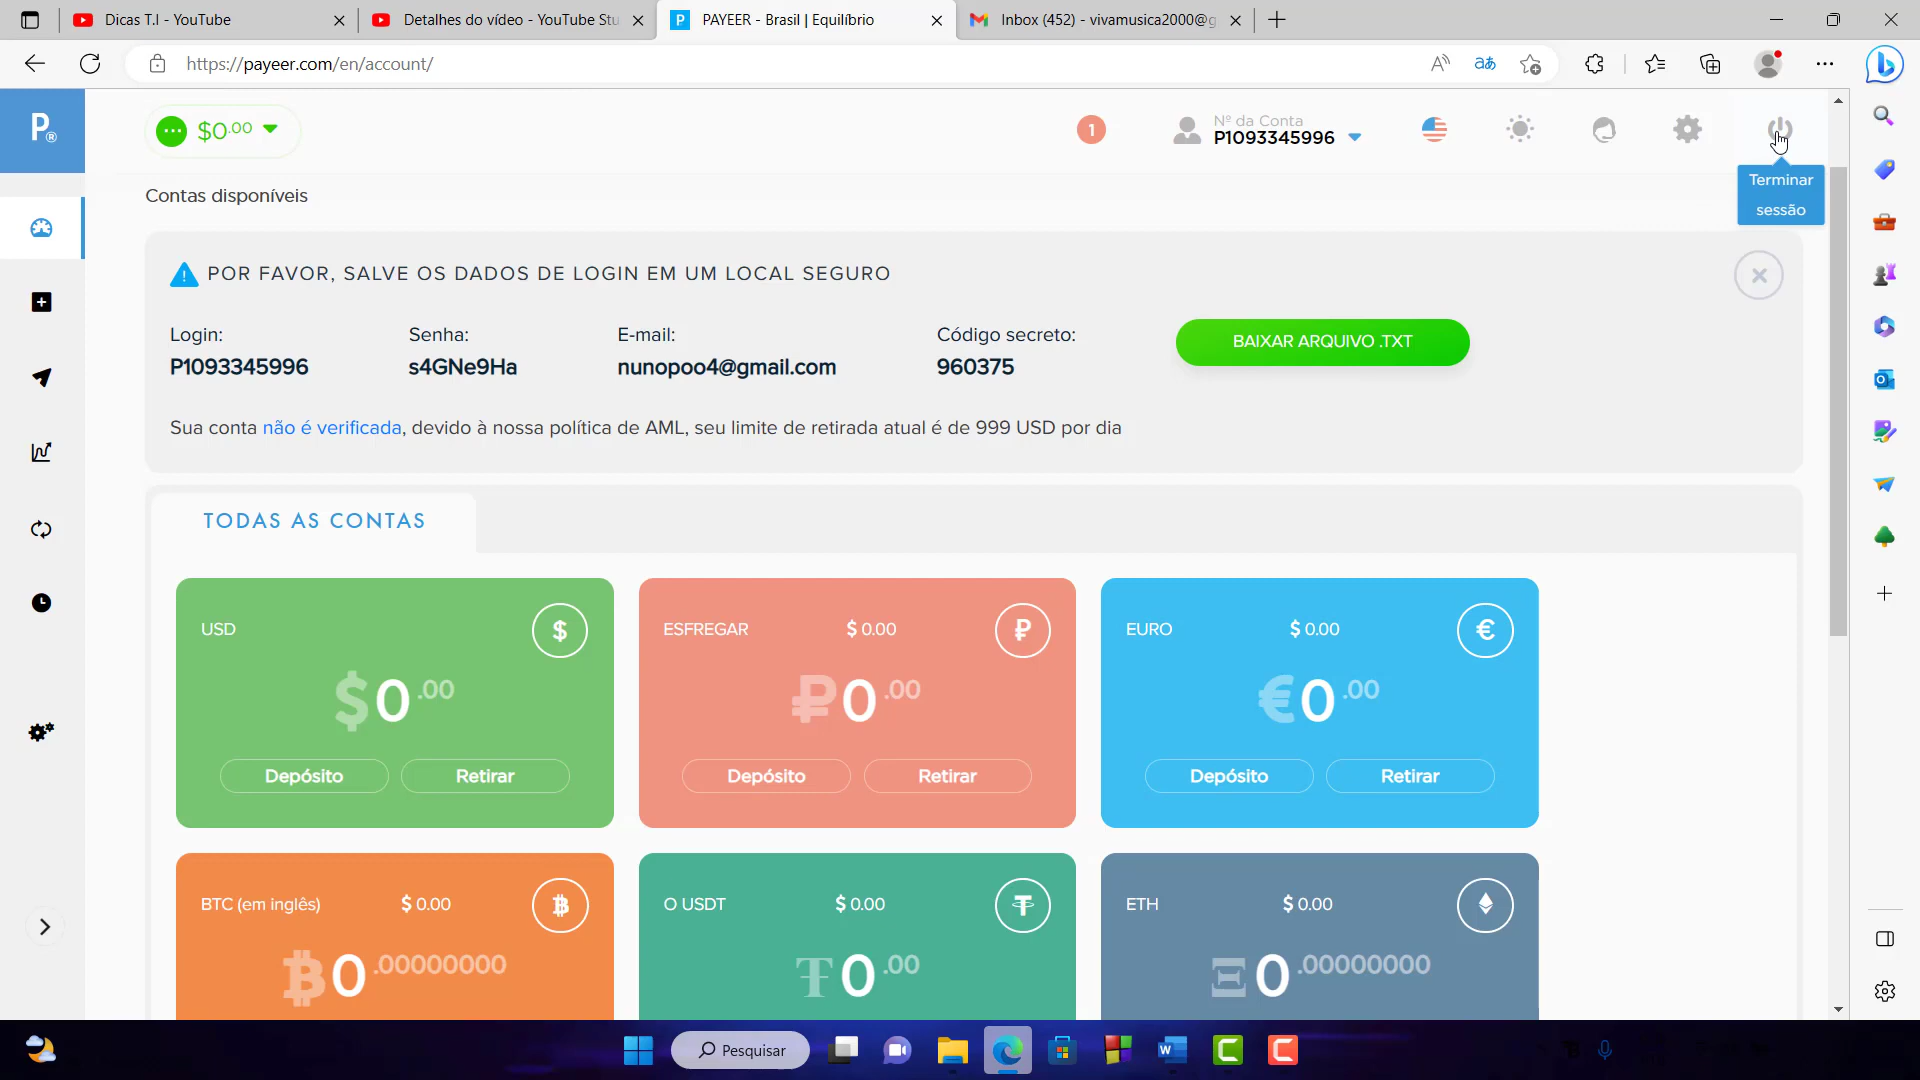 Dicas T.I - YouTube
Detalhes do vídeo - YouTube Stu
PAYEER - Brasil | Equilíbrio
Inbox (452) - vivamusica2000@g
https://payeer.com/en/account/
P
$0.00
1
Nº da Conta
P1093345996
Terminar
sessão
Contas disponíveis
POR FAVOR, SALVE OS DADOS DE LOGIN EM UM LOCAL SEGURO
Login: Senha: E-mail: Código secreto:
P1093345996 s4GNe9Ha nunopoo4@gmail.com 960375
BAIXAR ARQUIVO .TXT
Sua conta não é verificada, devido à nossa política de AML, seu limite de retirada atual é de 999 USD por dia
TODAS AS CONTAS
USD $
$0.00
Depósito Retirar
ESFREGAR $ 0.00 ₽
₽0.00
Depósito Retirar
EURO $ 0.00 €
€0.00
Depósito Retirar
BTC (em inglês) $ 0.00
₿0.00000000
O USDT $ 0.00
₮0.00
ETH $ 0.00
Ξ0.00000000
Pesquisar